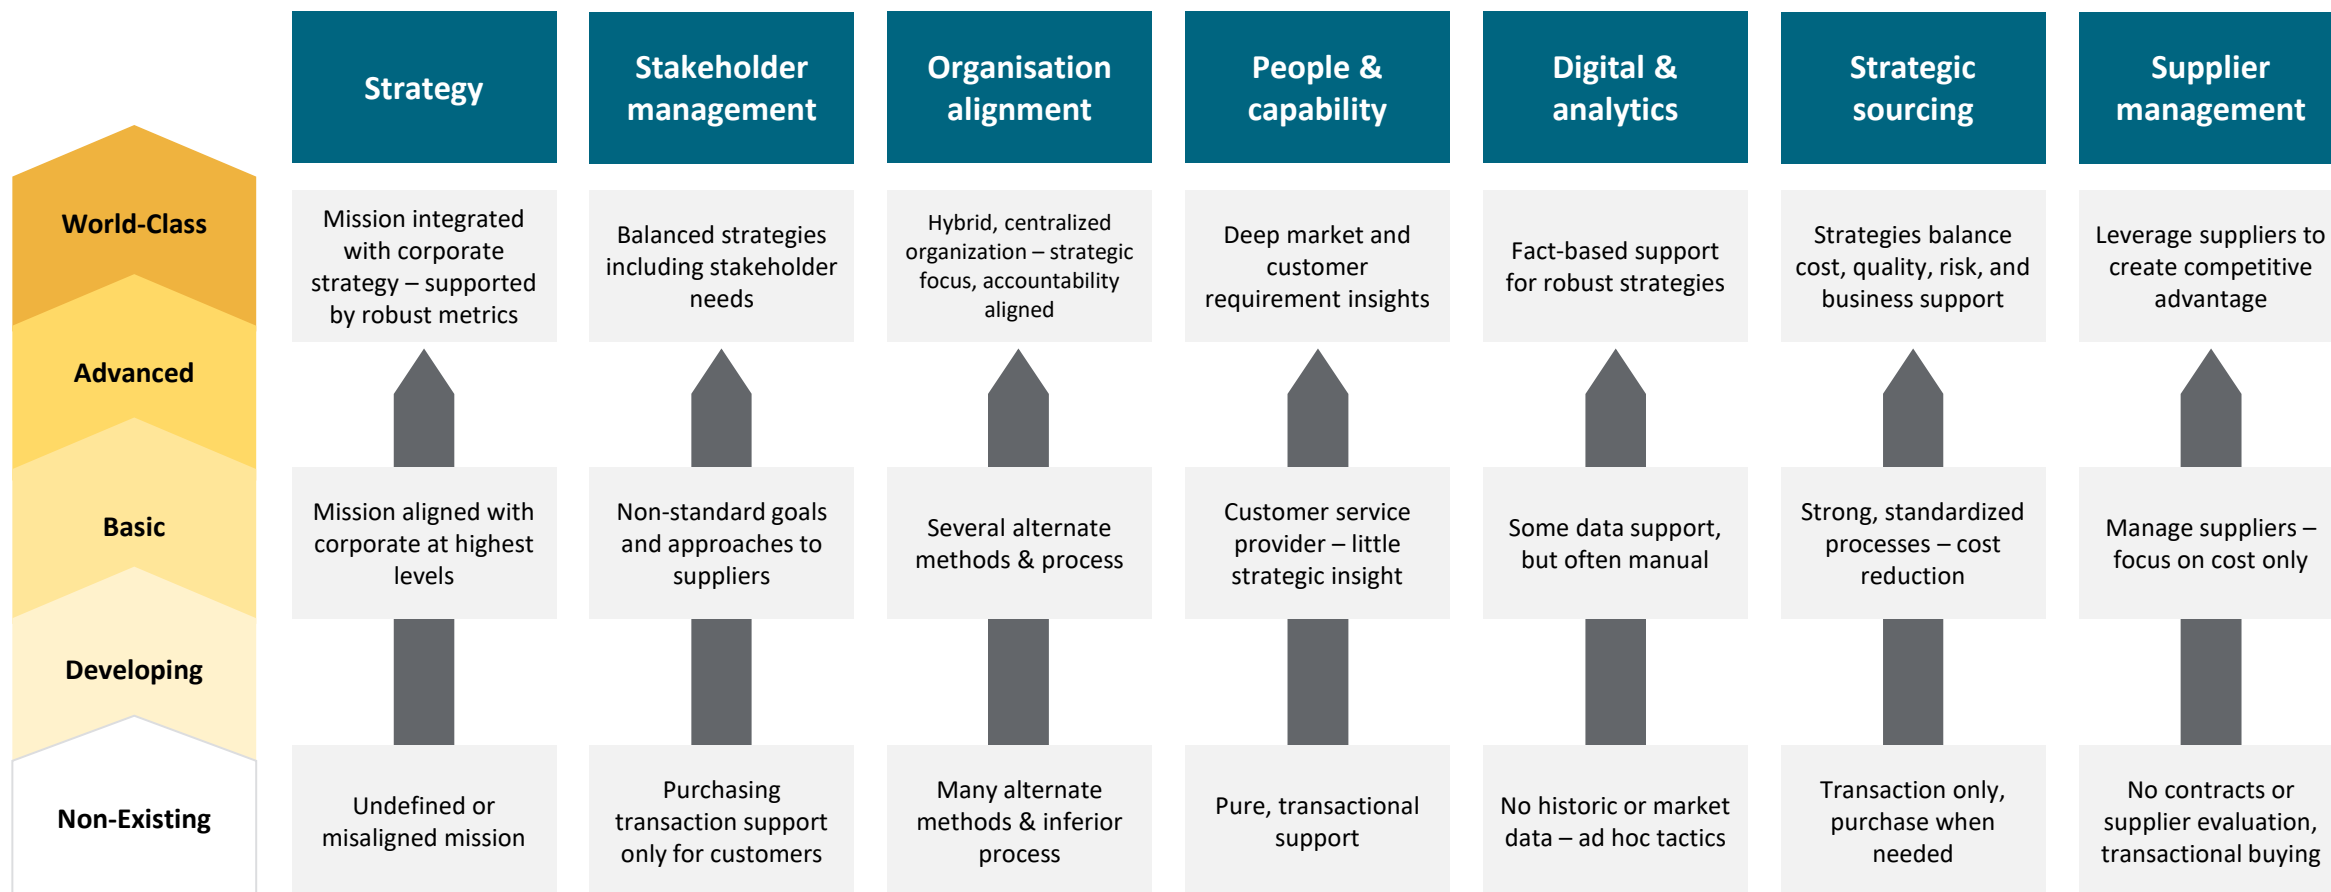 Strategy
Stakeholder
management
Organisation
alignment
People &
capability
Digital &
analytics
Strategic
sourcing
Supplier
management
World-Class
Mission integrated
with corporate
strategy – supported
by robust metrics
Balanced strategies
including stakeholder
needs
Hybrid, centralized
organization – strategic
focus, accountability
aligned
Deep market and
customer
requirement insights
Fact-based support
for robust strategies
Strategies balance
cost, quality, risk, and
business support
Leverage suppliers to
create competitive
advantage
Advanced
Basic
Mission aligned with
corporate at highest
levels
Non-standard goals
and approaches to
suppliers
Several alternate
methods & process
Customer service
provider – little
strategic insight
Some data support,
but often manual
Strong, standardized
processes – cost
reduction
Manage suppliers –
focus on cost only
Developing
Non-Existing
Undefined or
misaligned mission
Purchasing
transaction support
only for customers
Many alternate
methods & inferior
process
Pure, transactional
support
No historic or market
data – ad hoc tactics
Transaction only,
purchase when
needed
No contracts or
supplier evaluation,
transactional buying